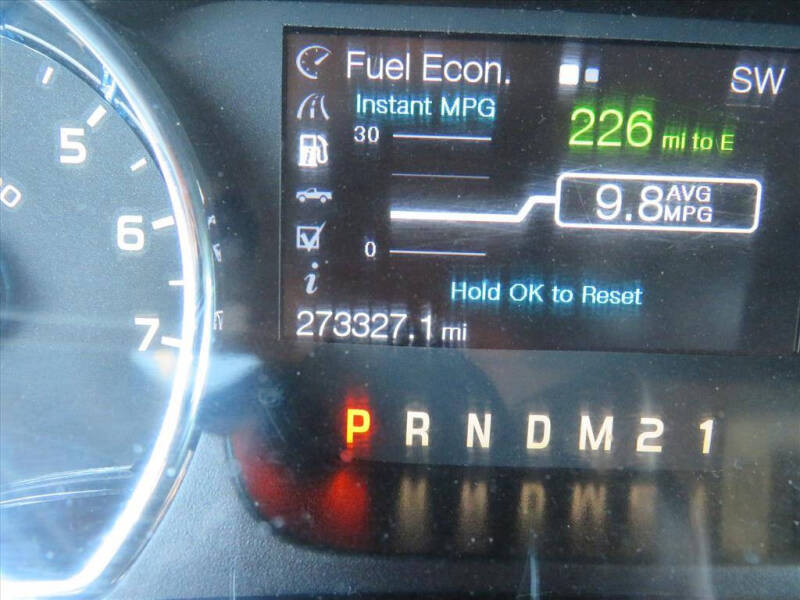 5
6
7
Fuel Econ.
SW
Instant MPG
30
226 mi to E
9.8 AVG MPG
0
i
Hold OK to Reset
273327.1 mi
P R N D M 2 1